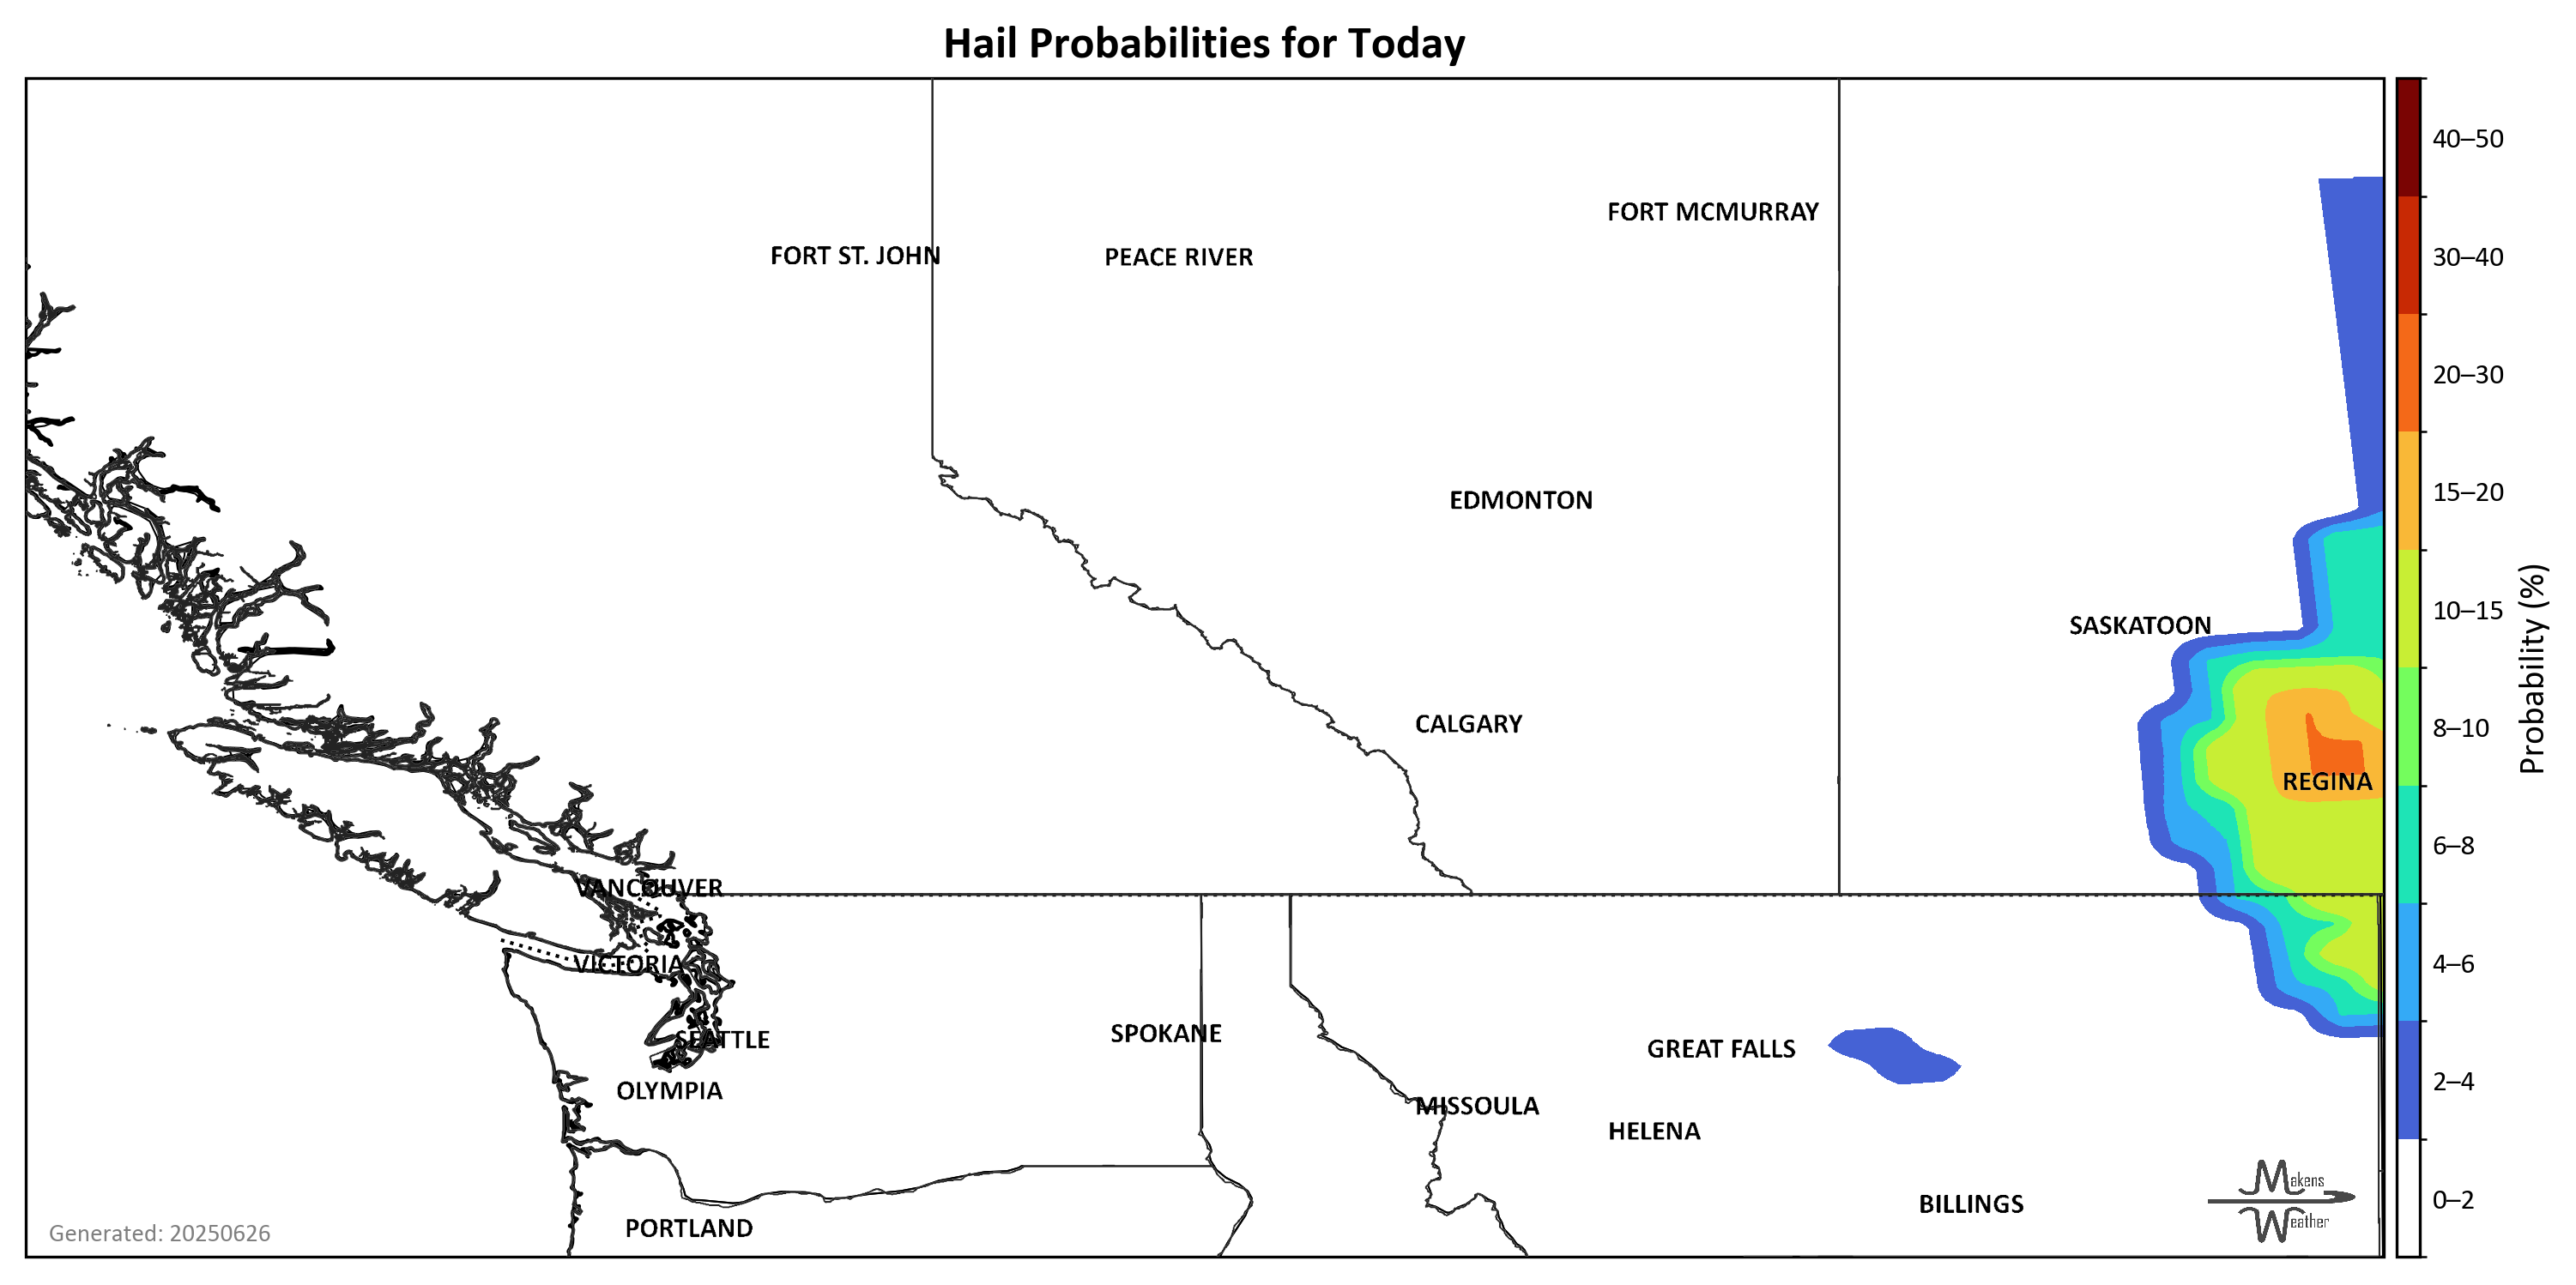 Hail Probabilities for Today
40–50
FORT MCMURRAY
FORT ST. JOHN
PEACE RIVER
30–40
20–30
15–20
EDMONTON
10–15
SASKATOON
Probability (%)
CALGARY
8–10
REGINA
6–8
VANCOUVER
VICTORIA
4–6
SPOKANE
SEATTLE
GREAT FALLS
2–4
OLYMPIA
MISSOULA
HELENA
Makens
Weather
BILLINGS
0–2
PORTLAND
Generated: 20250626